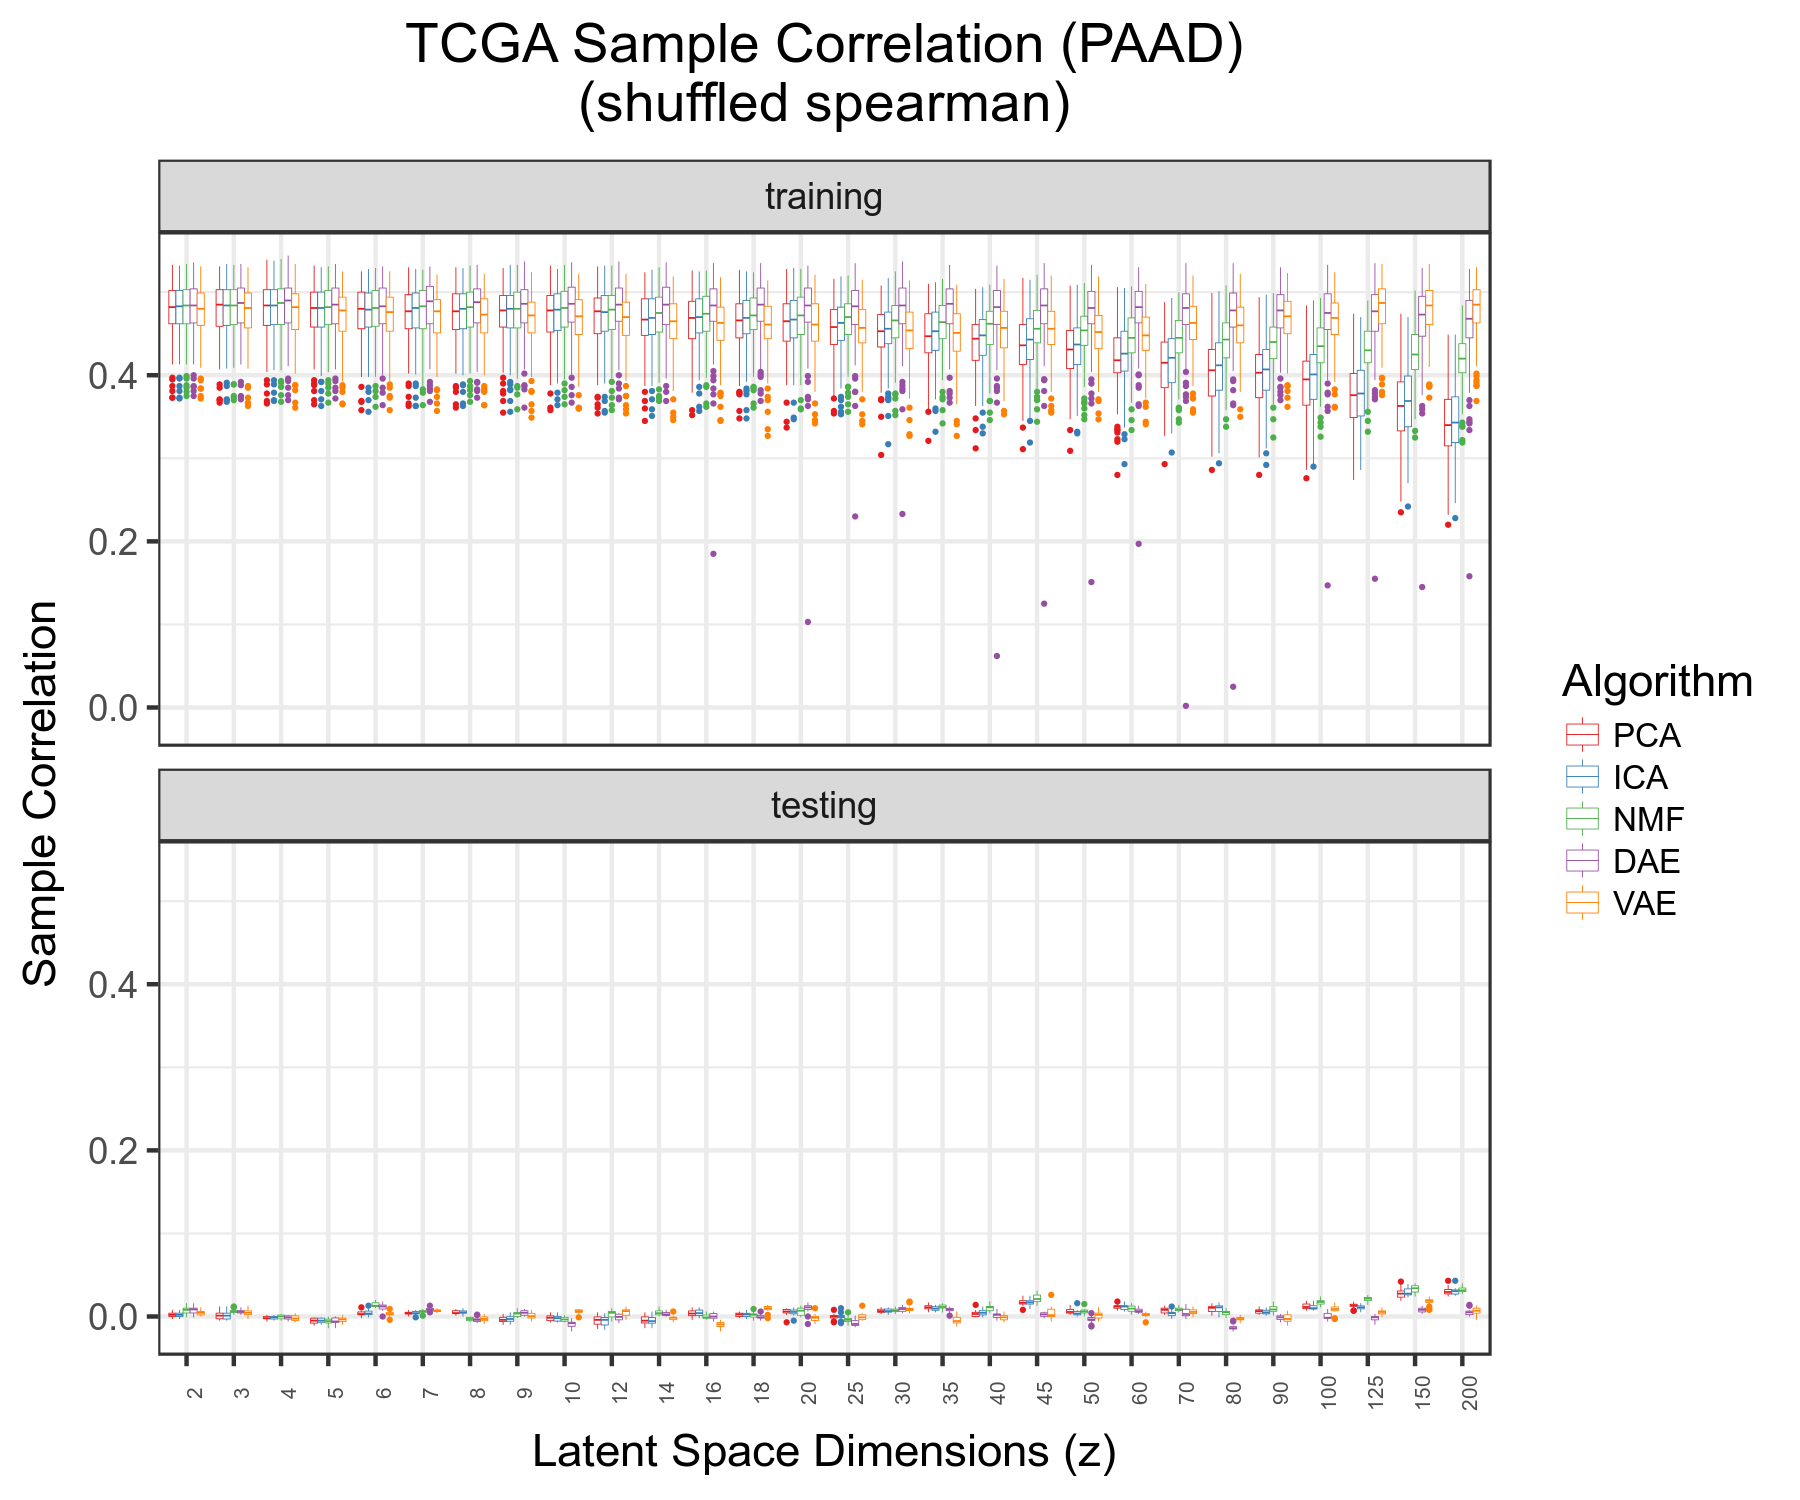 TCGA Sample Correlation (PAAD)
(shuffled spearman)
training
0.4
0.2
0.0
testing
0.4
0.2
0.0
Sample Correlation
2 3 4 5 6 7 8 9 10 12 14 16 18 20 25 30 35 40 45 50 60 70 80 90 100 125 150 200
Latent Space Dimensions (z)
Algorithm
PCA
ICA
NMF
DAE
VAE